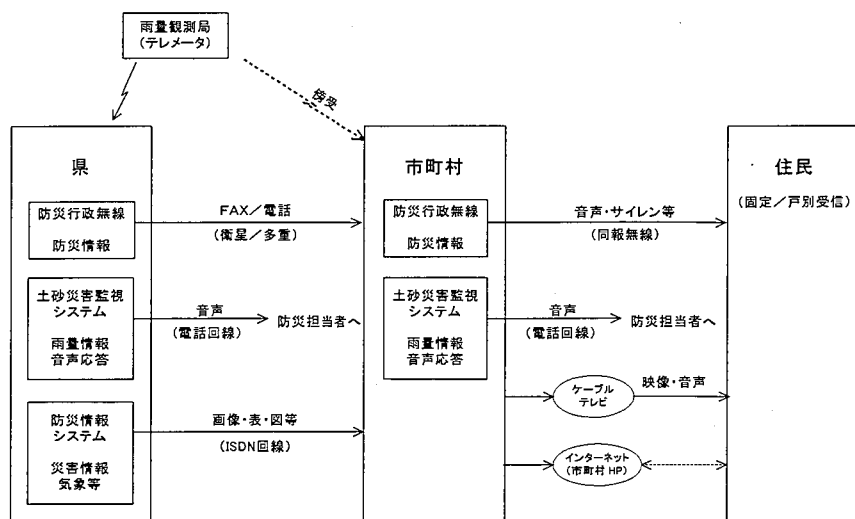 雨量観測局
(テレメータ)
傍受
県
市町村
住民
(固定/戸別受信)
防災行政無線
防災情報
FAX/電話
(衛星/多重)
防災行政無線
防災情報
音声・サイレン等
(同報無線)
土砂災害監視
システム
雨量情報
音声応答
音声
(電話回線)
防災担当者へ
土砂災害監視
システム
雨量情報
音声応答
音声
(電話回線)
防災担当者へ
ケーブル
テレビ
映像・音声
防災情報
システム
災害情報
気象等
画像・表・図等
(ISDN回線)
インターネット
(市町村 HP)